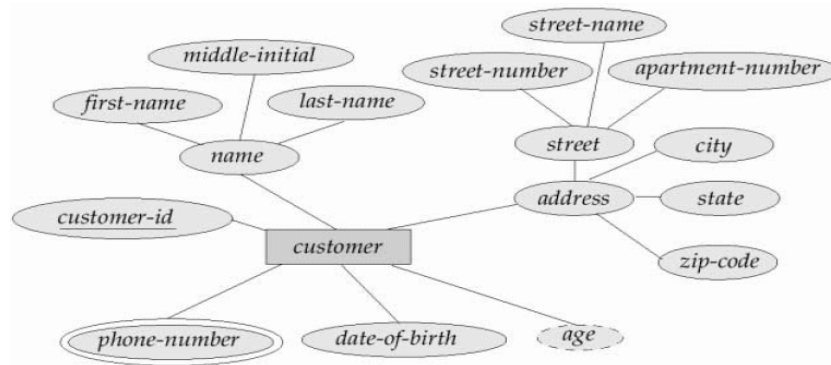 street-name
middle-initial
street-number
apartment-number
first-name
last-name
name
street
city
customer-id
address
state
customer
zip-code
phone-number
date-of-birth
age